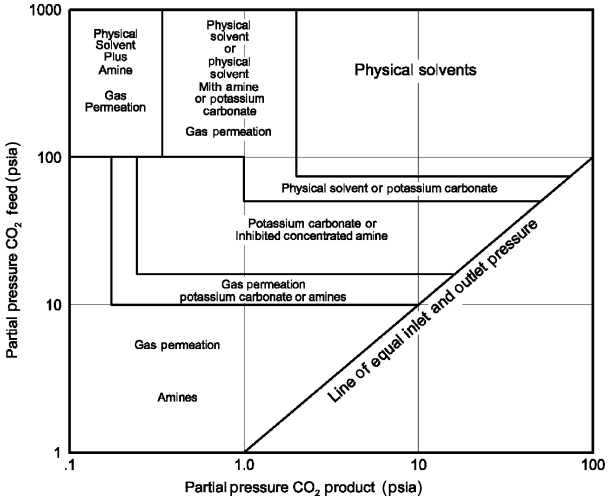 1000
100
10
1
Partial pressure CO2 feed (psia)
Physical
Solvent
Plus
Amine
Gas
Permeation
Physical
solvent
or
physical
solvent
Mith amine
or potassium
carbonate
Gas permeation
Physical solvents
Physical solvent or potassium carbonate
Potassium carbonate or
Inhibited concentrated amine
Gas permeation
potassium carbonate or amines
Gas permeation
Amines
Line of equal inlet and outlet pressure
.1
1.0
10
100
Partial pressure CO2 product (psia)